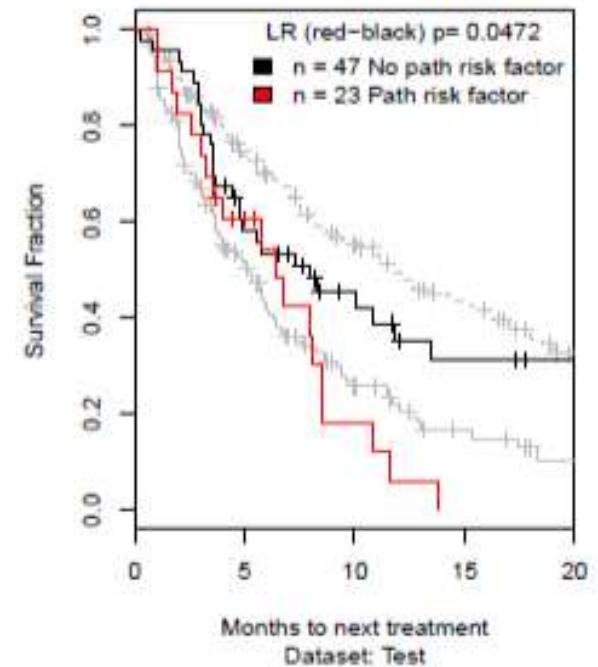 LR (red−black) p= 0.0472
n = 47 No path risk factor
n = 23 Path risk factor
Survival Fraction
1.0
0.8
0.6
0.4
0.2
0.0
0 5 10 15 20
Months to next treatment
Dataset: Test